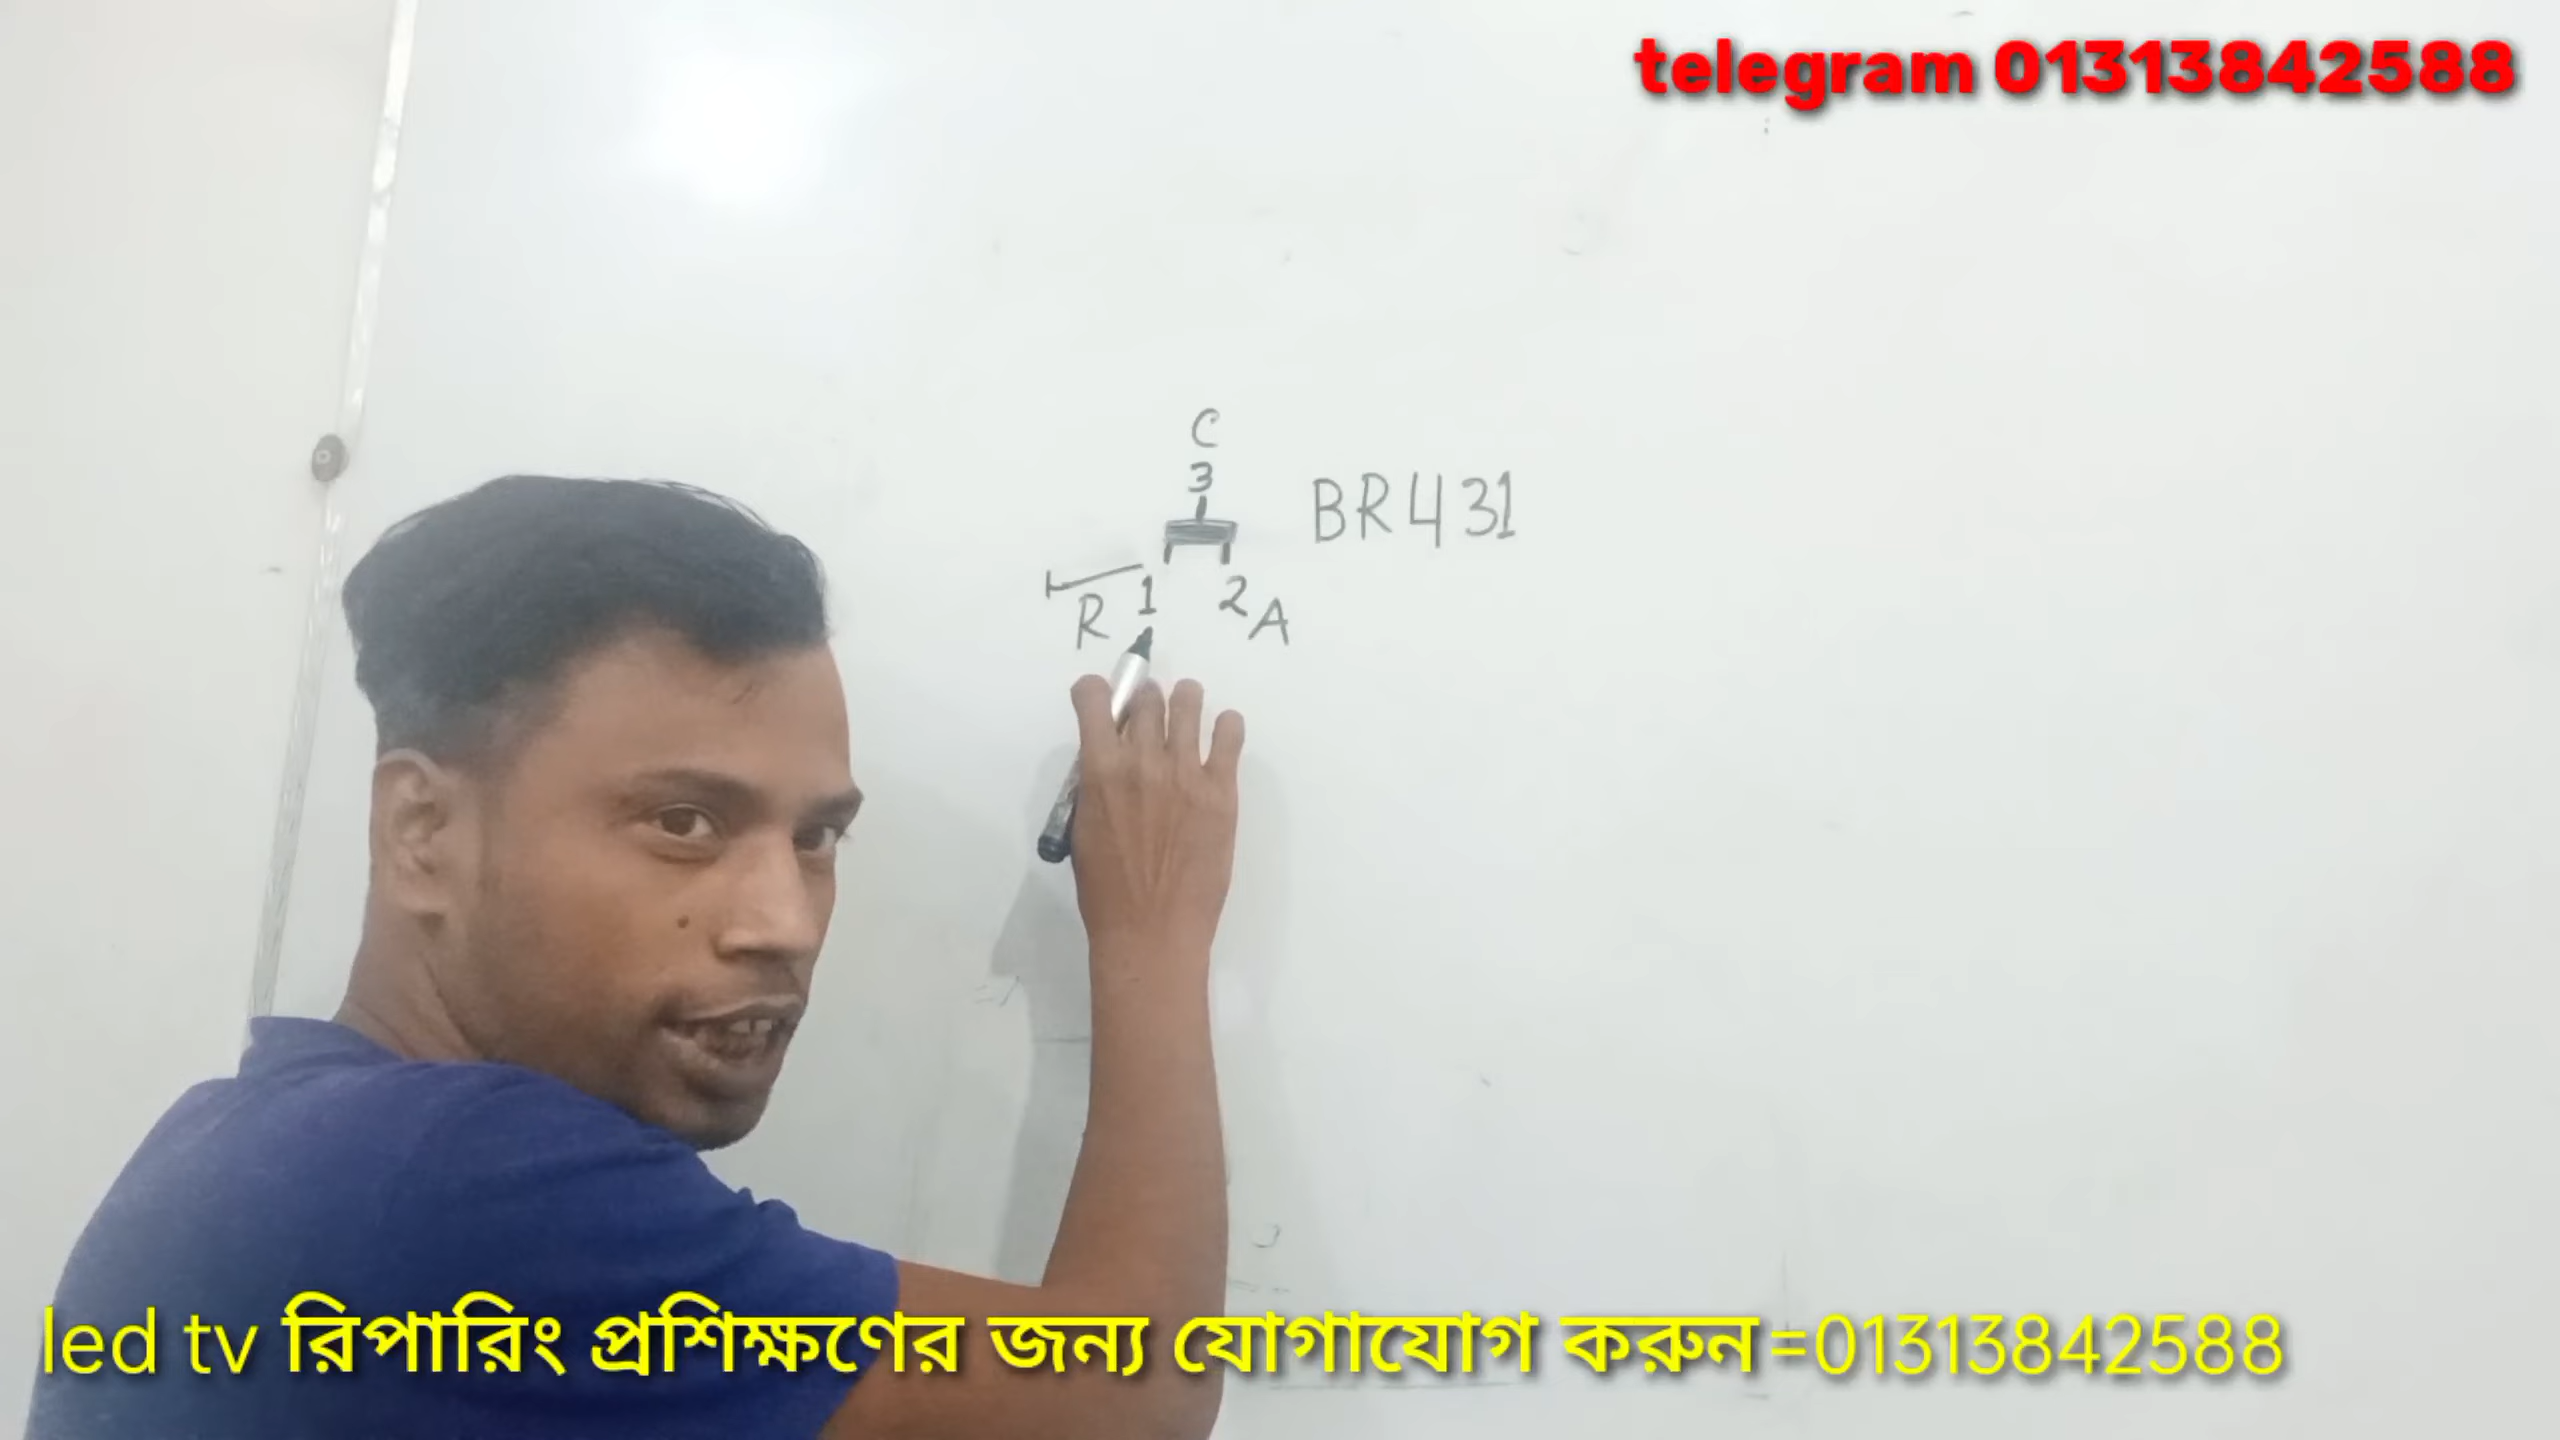 telegram 01313842588
C
3
BR431
R 1 2 A
led tv রিপারিং প্রশিক্ষণের জন্য যোগাযোগ করুন=01313842588